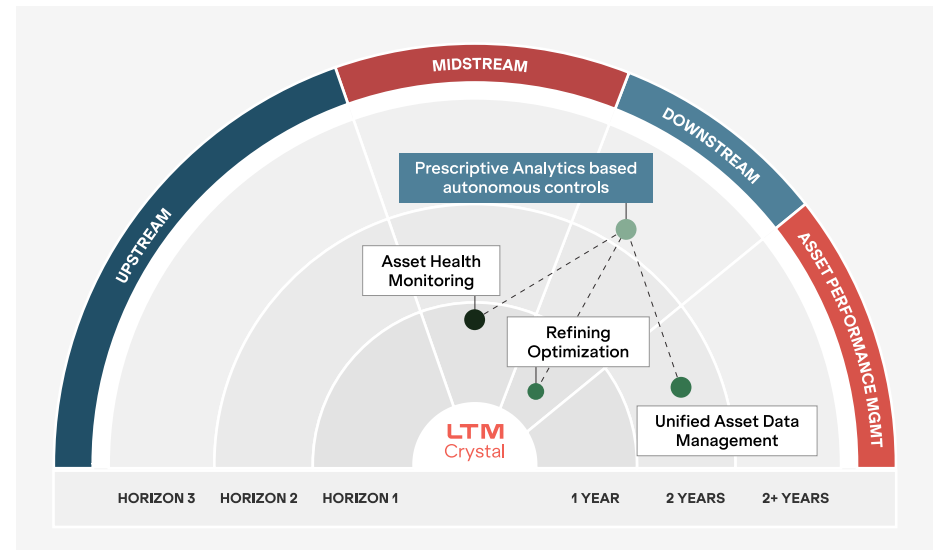 MIDSTREAM
DOWNSTREAM
UPSTREAM
ASSET PERFORMANCE MGMT
Prescriptive Analytics based
autonomous controls
Asset Health
Monitoring
Refining
Optimization
Unified Asset Data
Management
LTM
Crystal
HORIZON 3
HORIZON 2
HORIZON 1
1 YEAR
2 YEARS
2+ YEARS